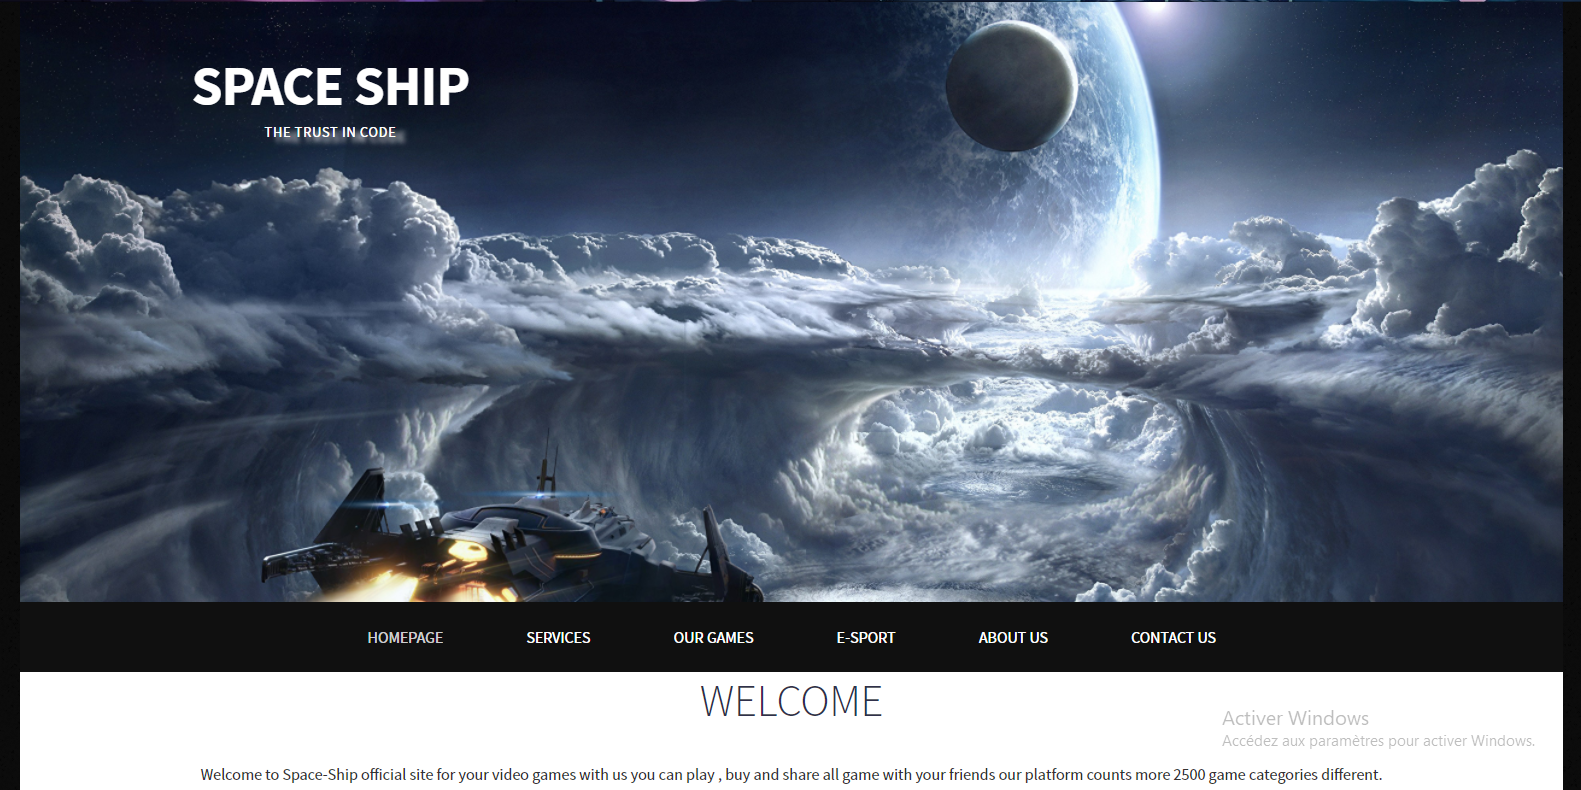 SPACE SHIP
THE TRUST IN CODE
HOMEPAGE SERVICES OUR GAMES E-SPORT ABOUT US CONTACT US
WELCOME
Activer Windows
Accédez aux paramètres pour activer Windows.
Welcome to Space-Ship official site for your video games with us you can play , buy and share all game with your friends our platform counts more 2500 game categories different.